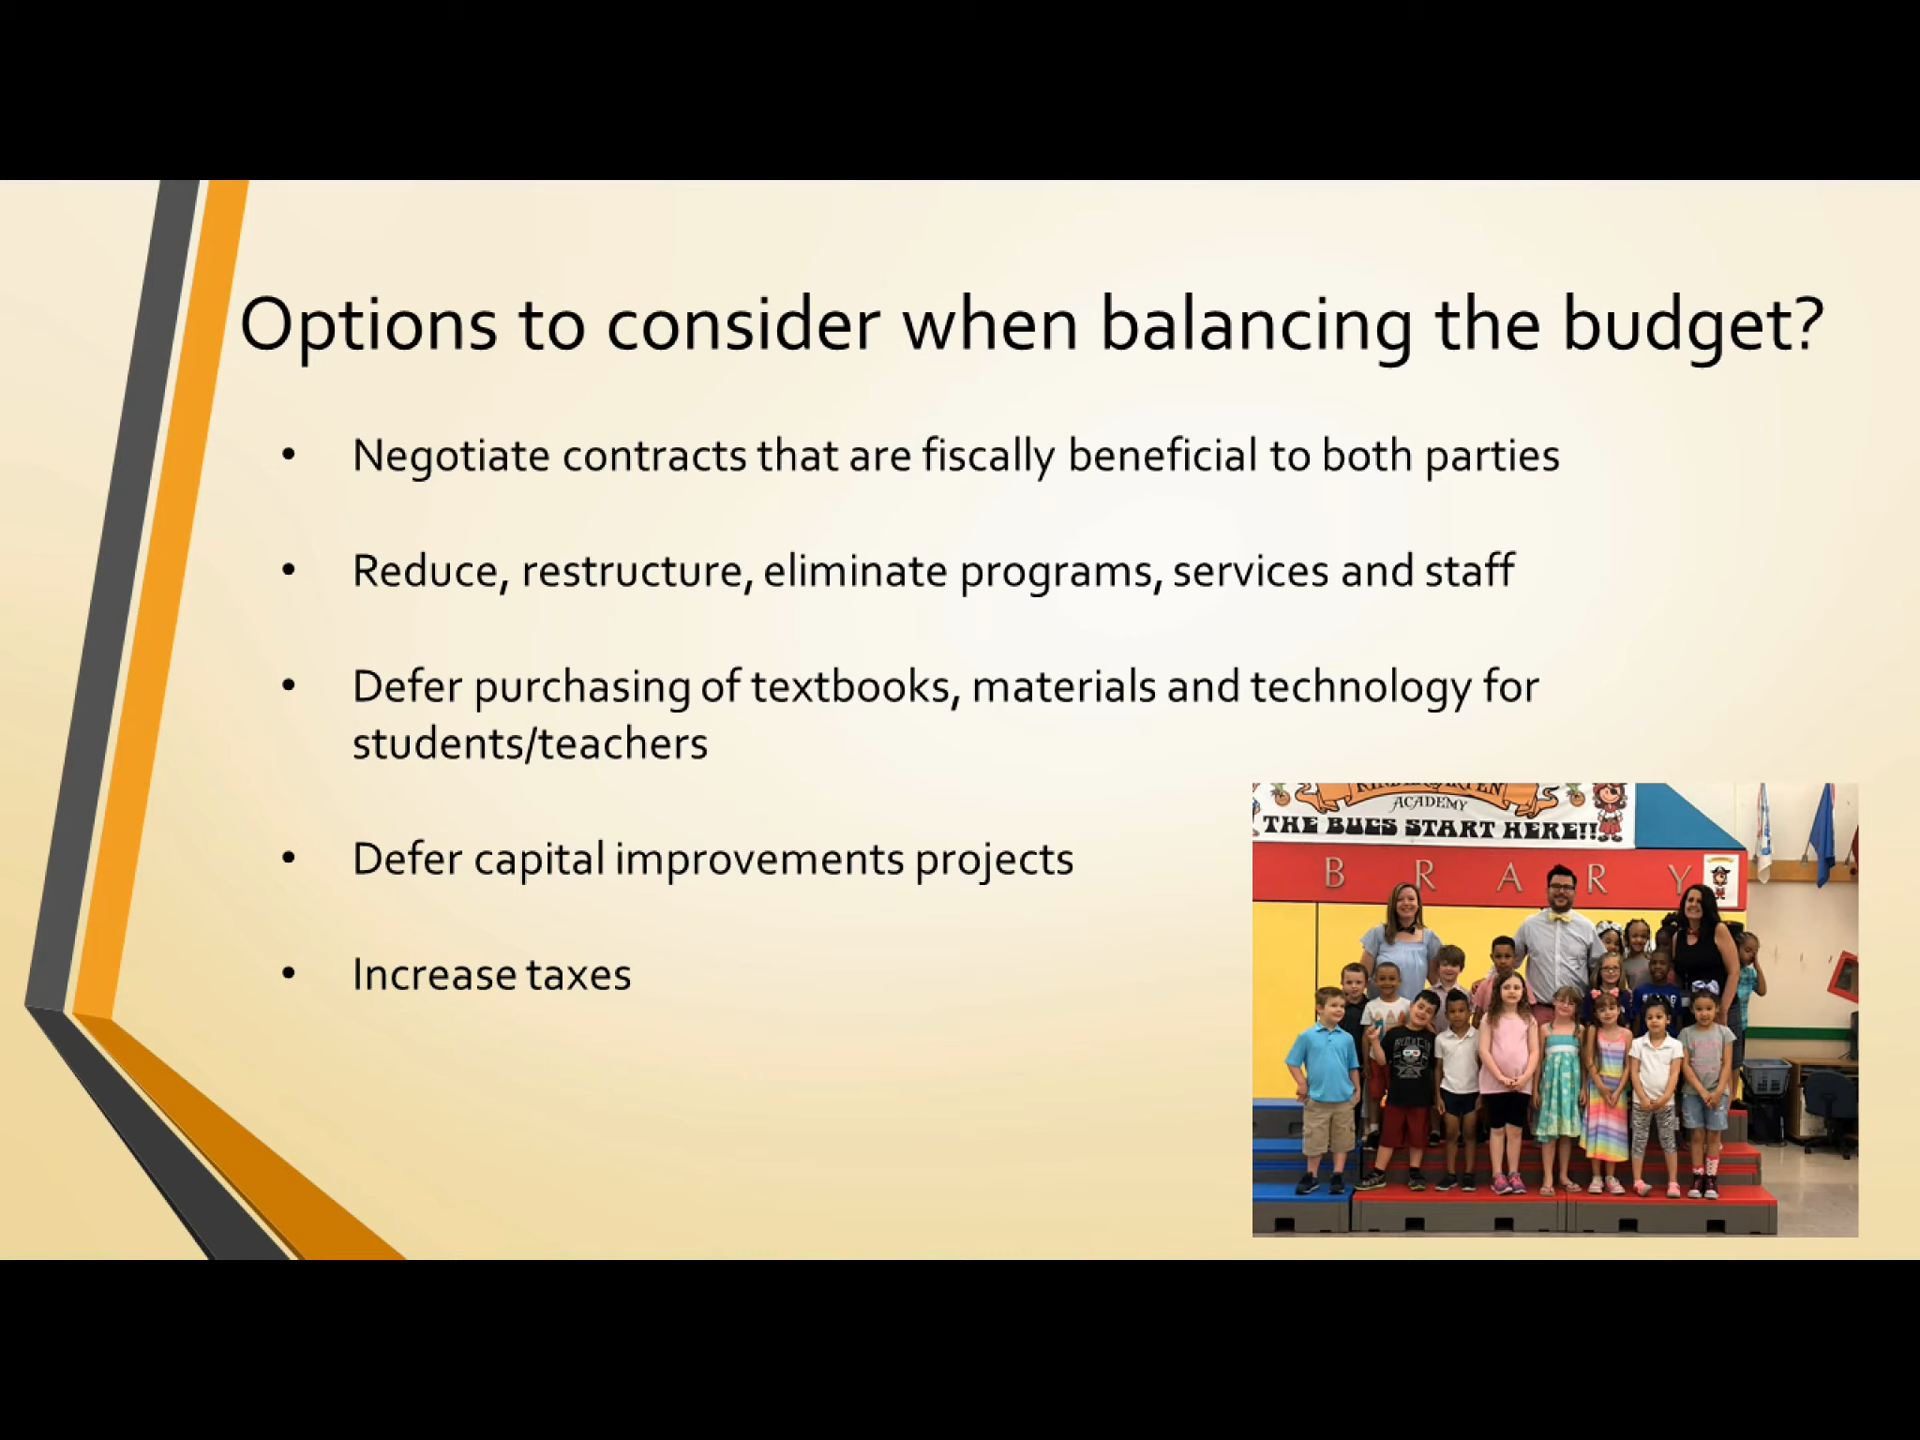 Options to consider when balancing the budget?
• Negotiate contracts that are fiscally beneficial to both parties
• Reduce, restructure, eliminate programs, services and staff
• Defer purchasing of textbooks, materials and technology for
students/teachers
• Defer capital improvements projects
• Increase taxes
KINDERGARTEN
ACADEMY
THE BUCS START HERE!!
B R A R Y